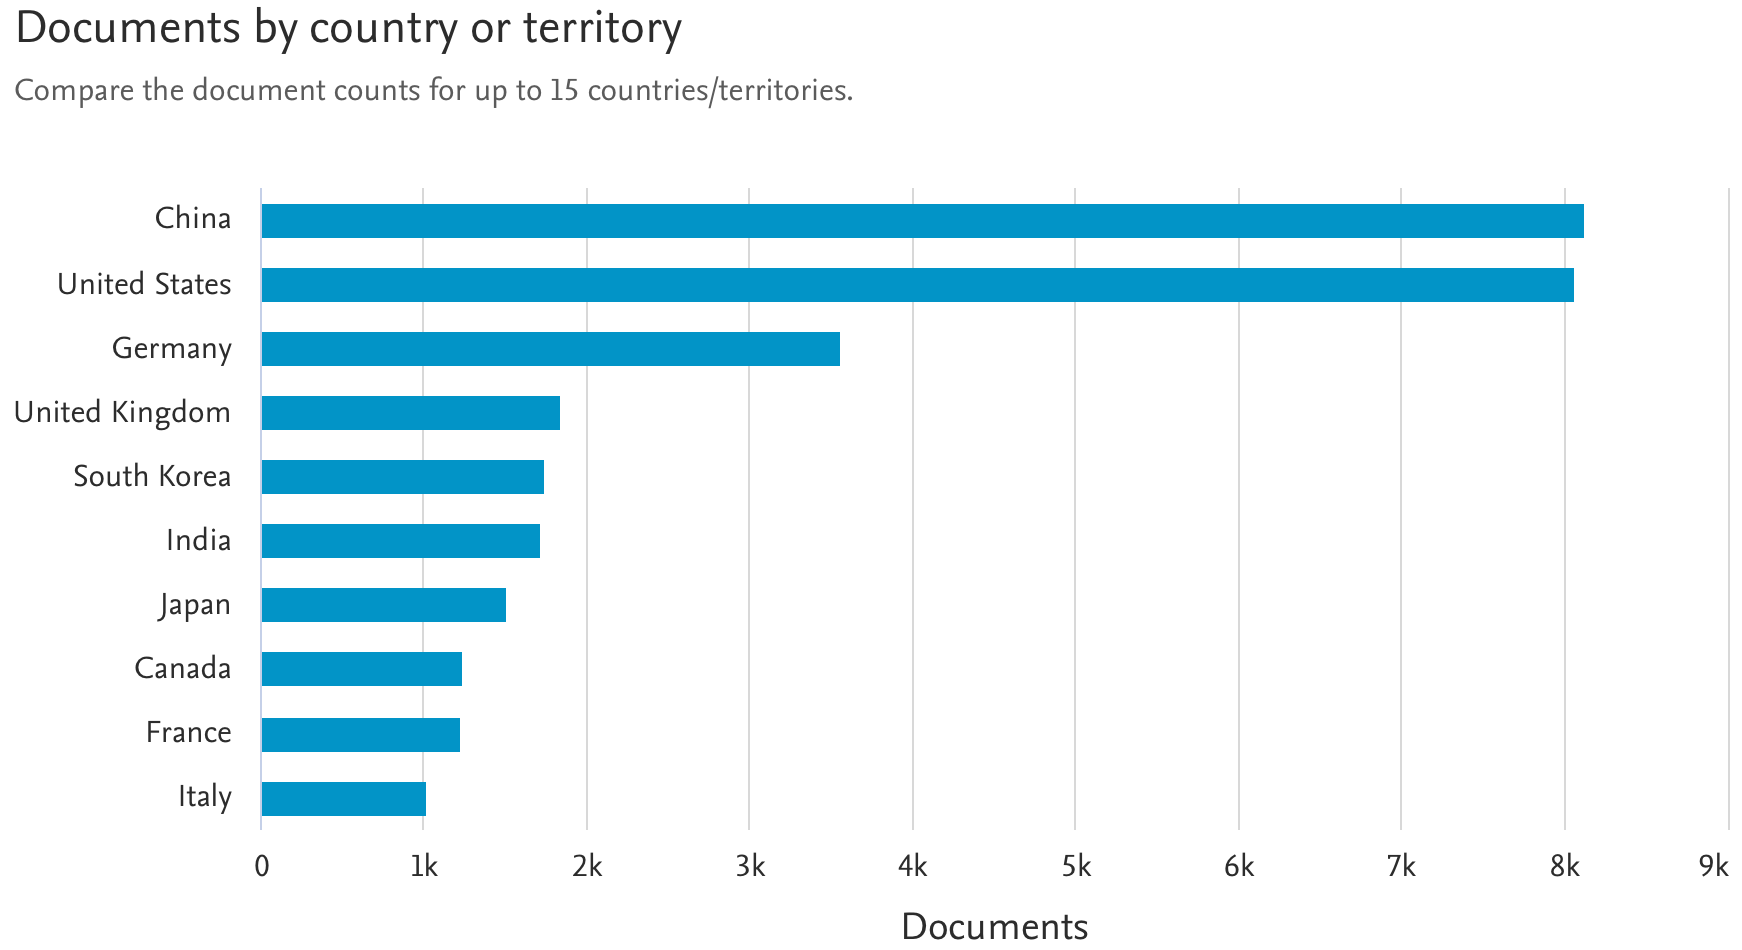 Documents by country or territory
Compare the document counts for up to 15 countries/territories.
China
United States
Germany
United Kingdom
South Korea
India
Japan
Canada
France
Italy
0 1k 2k 3k 4k 5k 6k 7k 8k 9k
Documents